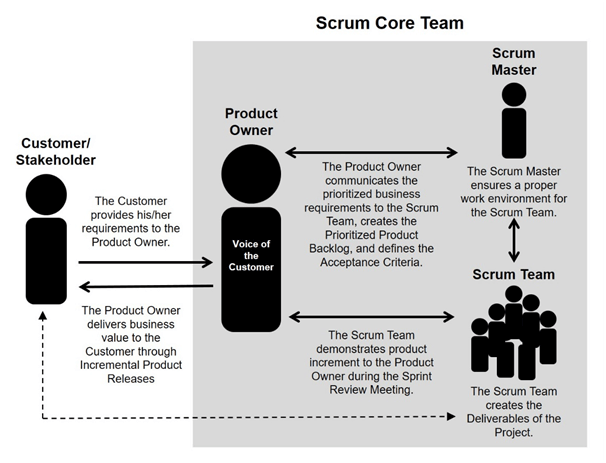 Scrum Core Team
Scrum
Master
Product
Owner
Customer/
Stakeholder
The Customer
provides his/her
requirements to the
Product Owner.
Voice of
the
Customer
The Product Owner
communicates the
prioritized business
requirements to the Scrum
Team, creates the
Prioritized Product
Backlog, and defines the
Acceptance Criteria.
The Scrum Master
ensures a proper
work environment for
the Scrum Team.
Scrum Team
The Product Owner
delivers business
value to the
Customer through
Incremental Product
Releases
The Scrum Team
demonstrates product
increment to the Product
Owner during the Sprint
Review Meeting.
The Scrum Team
creates the
Deliverables of the
Project.